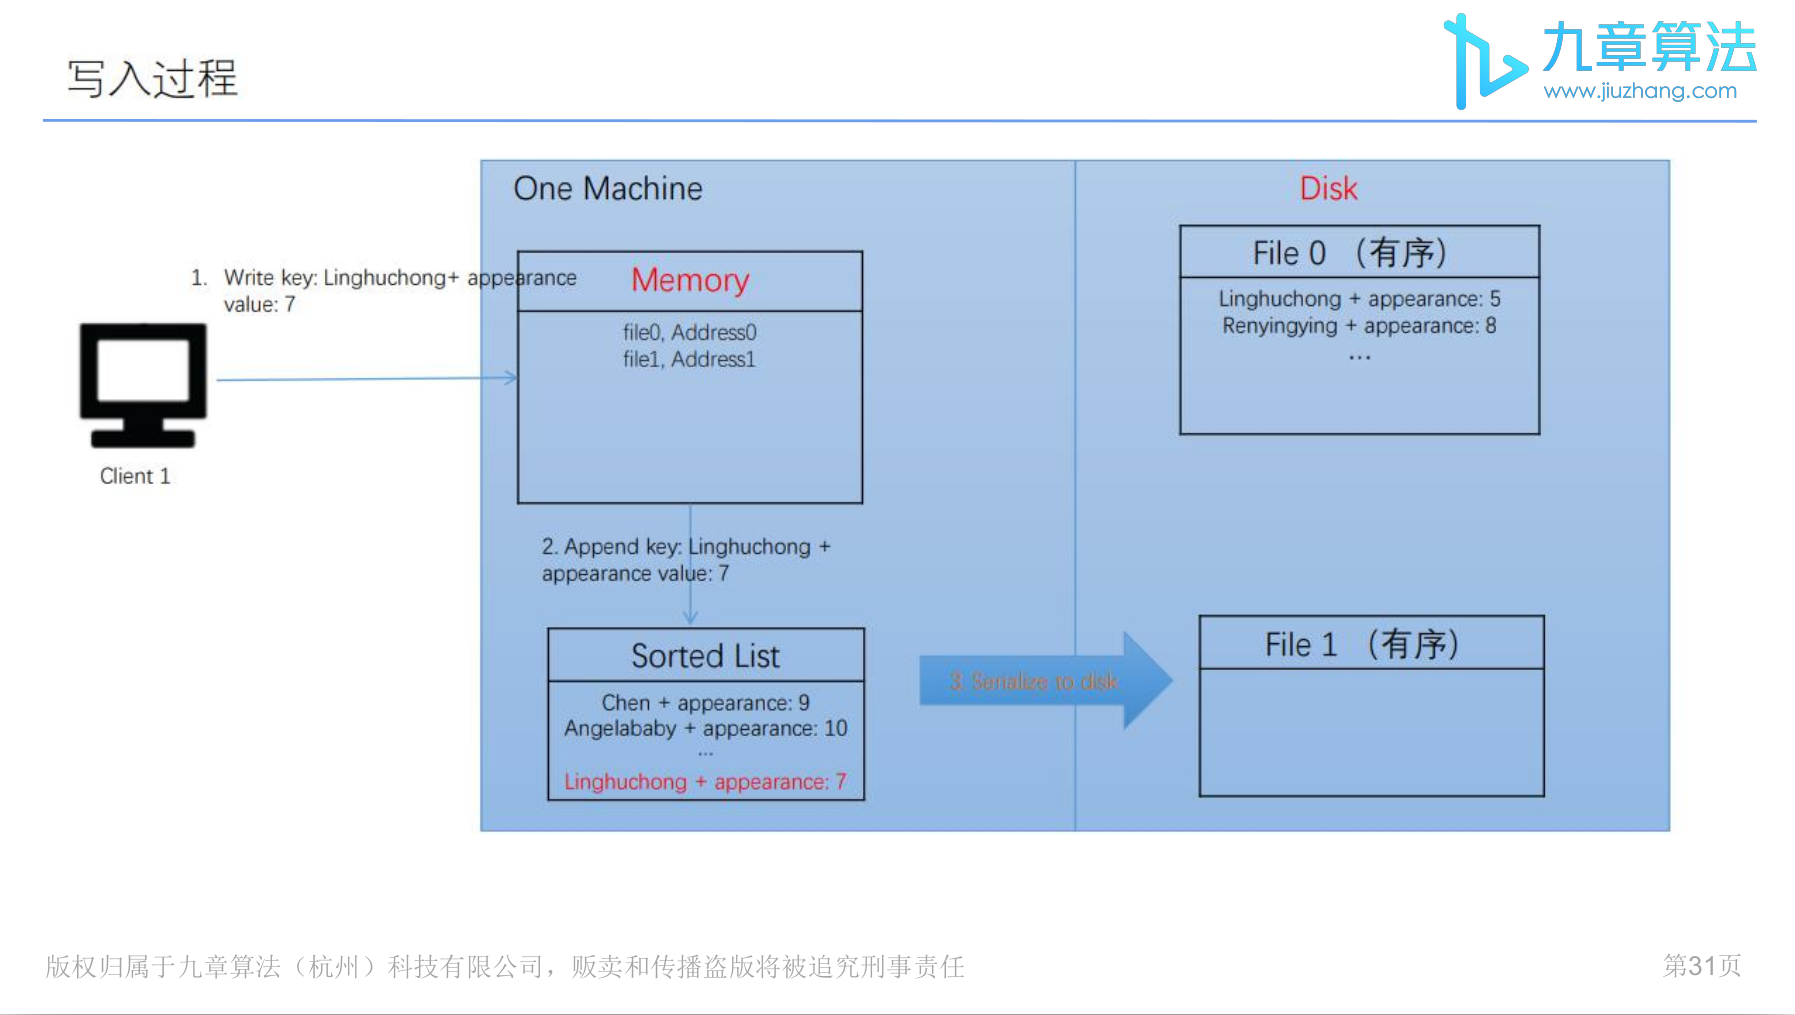 写入过程
九章算法
www.jiuzhang.com
One Machine
Disk
1. Write key: Linghuchong+ appearance
value: 7
Client 1
Memory
file0, Address0
file1, Address1
2. Append key: Linghuchong +
appearance value: 7
Sorted List
Chen + appearance: 9
Angelababy + appearance: 10
...
Linghuchong + appearance: 7
3. Serialize to disk
File 0 （有序）
Linghuchong + appearance: 5
Renyingying + appearance: 8
...
File 1 （有序）
版权归属于九章算法（杭州）科技有限公司，贩卖和传播盗版将被追究刑事责任
第31页